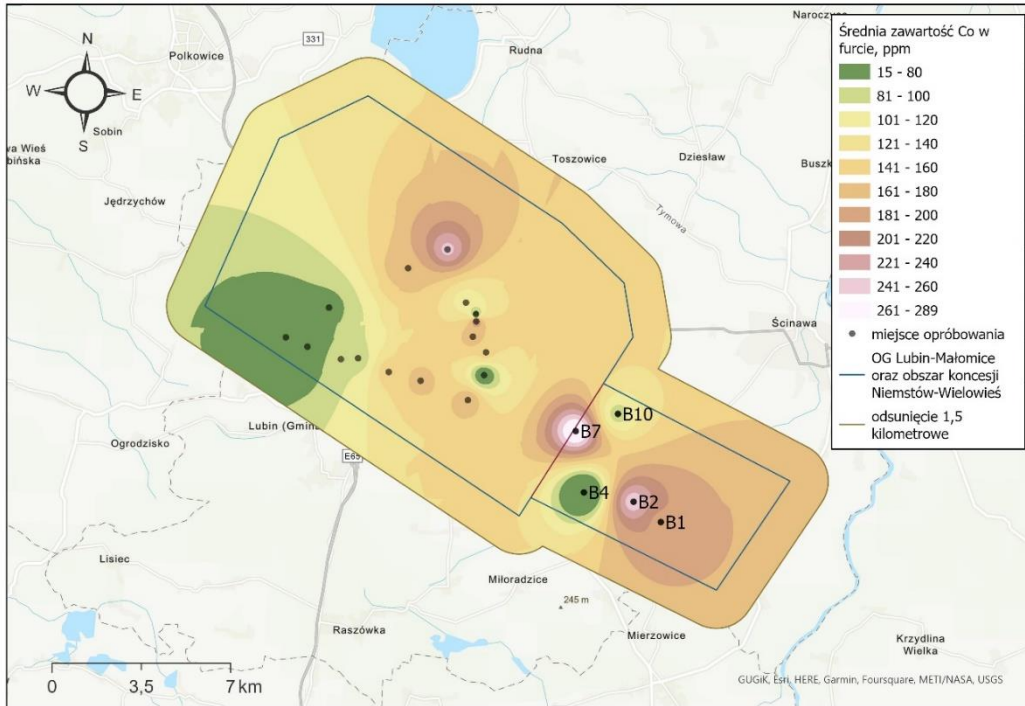 Naroczyce
331
Rudna
Polkowice
N
W
E
S
Sobin
wa Wieś
bińska
Jędrzychów
Toszowice
Dziesław
Buszk
Tymowa
Ścinawa
Ogrodzisko
Lubin (Gmina
E65
B10
B7
B4
B2
B1
Lisiec
Miłoradzice
245 m
Raszówka
Mierzowice
Krzydlina
Wielka
0
3,5
7 km
GUGiK, Esri, HERE, Garmin, Foursquare, METI/NASA, USGS
Średnia zawartość Co w
furcie, ppm
15 - 80
81 - 100
101 - 120
121 - 140
141 - 160
161 - 180
181 - 200
201 - 220
221 - 240
241 - 260
261 - 289
miejsce opróbowania
OG Lubin-Małomice
oraz obszar koncesji
Niemstów-Wielowieś
odsunięcie 1,5
kilometrowe